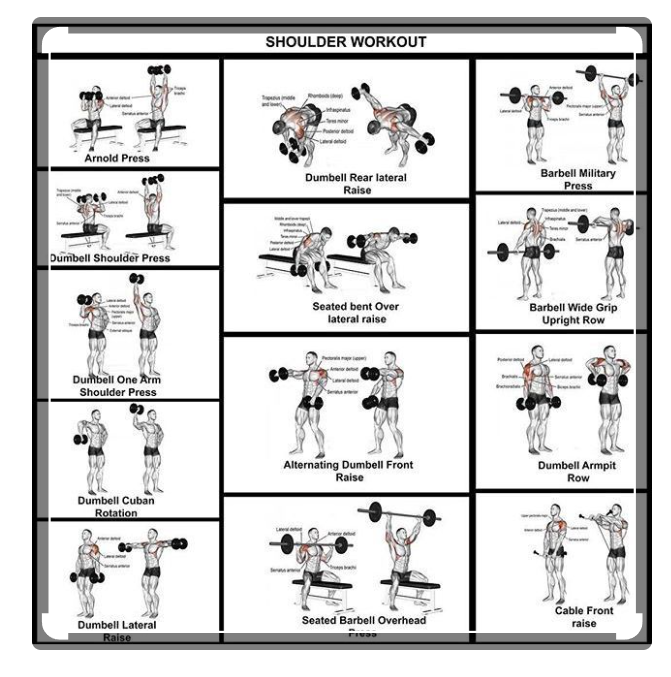 SHOULDER WORKOUT
Anterior deltoid
Lateral deltoid
Serratus anterior
Triceps
brachii
Arnold Press
Trapezius (middle
and lower)
Lateral deltoid
Triceps brachii
Serratus anterior
Anterior deltoid
Dumbell Shoulder Press
Lateral deltoid
Anterior deltoid
Pectoralis major
(upper)
Serratus anterior
External oblique
Triceps brachii
Dumbell One Arm
Shoulder Press
Dumbell Cuban
Rotation
Anterior deltoid
Lateral deltoid
Serratus anterior
Dumbell Lateral
Raise
Trapezius (middle
and lower)
Rhomboids (deep)
Infraspinatus
Teres minor
Posterior deltoid
Lateral deltoid
Dumbell Rear lateral
Raise
Middle and lower traped
Rhomboids (deep)
Infraspinatus
Teres minor
Posterior deltoid
Lateral deltoid
Seated bent Over
lateral raise
Pectoralis major (upper)
Anterior deltoid
Lateral deltoid
Serratus anterior
Alternating Dumbell Front
Raise
Lateral deltoid
Anterior deltoid
Serratus anterior
Triceps brachii
Seated Barbell Overhead
Press
Anterior deltoid
Lateral deltoid
Pectoralis major (upper)
Serratus anterior
Triceps brachii
Barbell Military
Press
Trapezius (middle and lower)
Infraspinatus
Lateral deltoid
Teres minor
Brachialis
Serratus anterior
Barbell Wide Grip
Upright Row
Posterior deltoid
Lateral deltoid
Brachialis
Serratus anterior
Brachioradialis
Biceps brachii
Dumbell Armpit
Row
Anterior deltoid
Lateral deltoid
Serratus anterior
Cable Front
raise